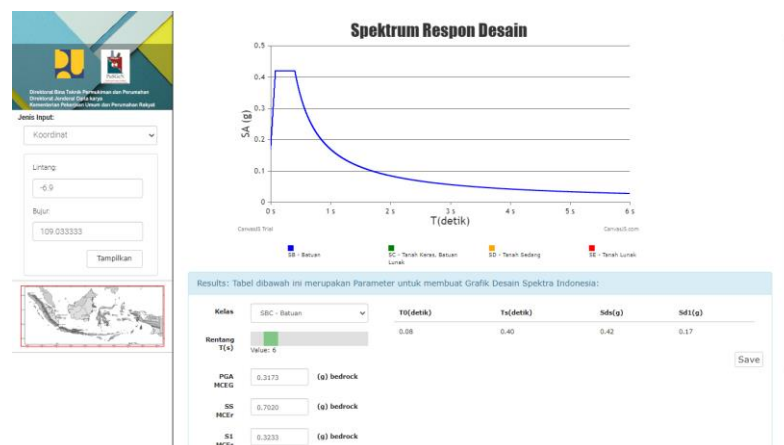 Direktorat Bina Teknik Permukiman dan Perumahan
Direktorat Jenderal Cipta Karya
Kementerian Pekerjaan Umum dan Perumahan Rakyat
Jenis Input:
Koordinat
Lintang:
-6.9
Bujur:
109.033333
Tampilkan
Spektrum Respon Desain
SA (g)
0.5
0.4
0.3
0.2
0.1
0
0 s 1 s 2 s 3 s 4 s 5 s 6 s
T(detik)
CanvasJS Trial
CanvasJS.com
SB - Batuan
SC - Tanah Keras, Batuan Lunak
SD - Tanah Sedang
SE - Tanah Lunak
Results: Tabel dibawah ini merupakan Parameter untuk membuat Grafik Desain Spektra Indonesia:
Kelas
SBC - Batuan
Rentang T(s)
Value: 6
PGA MCEG
0.3173
(g) bedrock
SS MCEr
0.7020
(g) bedrock
S1 MCEr
0.3233
(g) bedrock
T0(detik) Ts(detik) Sds(g) Sd1(g)
0.08 0.40 0.42 0.17
Save